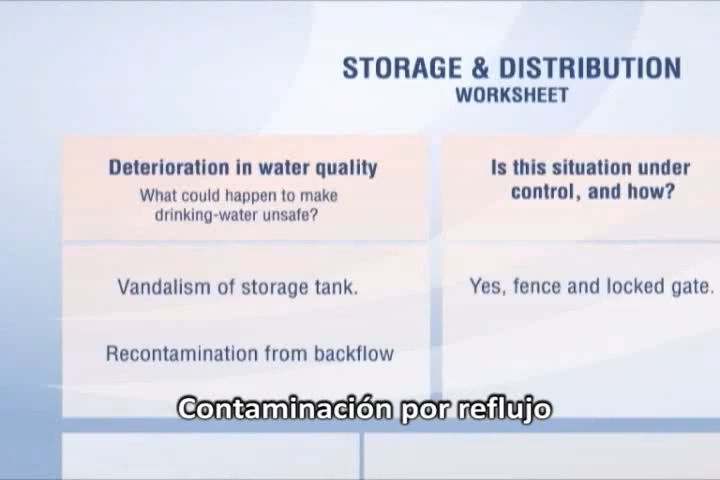 STORAGE & DISTRIBUTION
WORKSHEET
Deterioration in water quality
What could happen to make
drinking-water unsafe?
Is this situation under
control, and how?
Vandalism of storage tank.
Yes, fence and locked gate.
Recontamination from backflow
Contaminación por reflujo